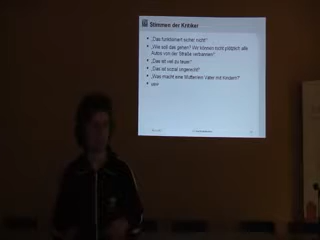 Stimmen der Kritiker
„Das funktioniert sicher nicht!“
„Wie soll das gehen? Wir können nicht plötzlich alle
Autos von der Straße verbannen“
„Das ist viel zu teuer“
„Das ist sozial ungerecht“
„Was macht eine Mutter/ein Vater mit Kindern?“
usw